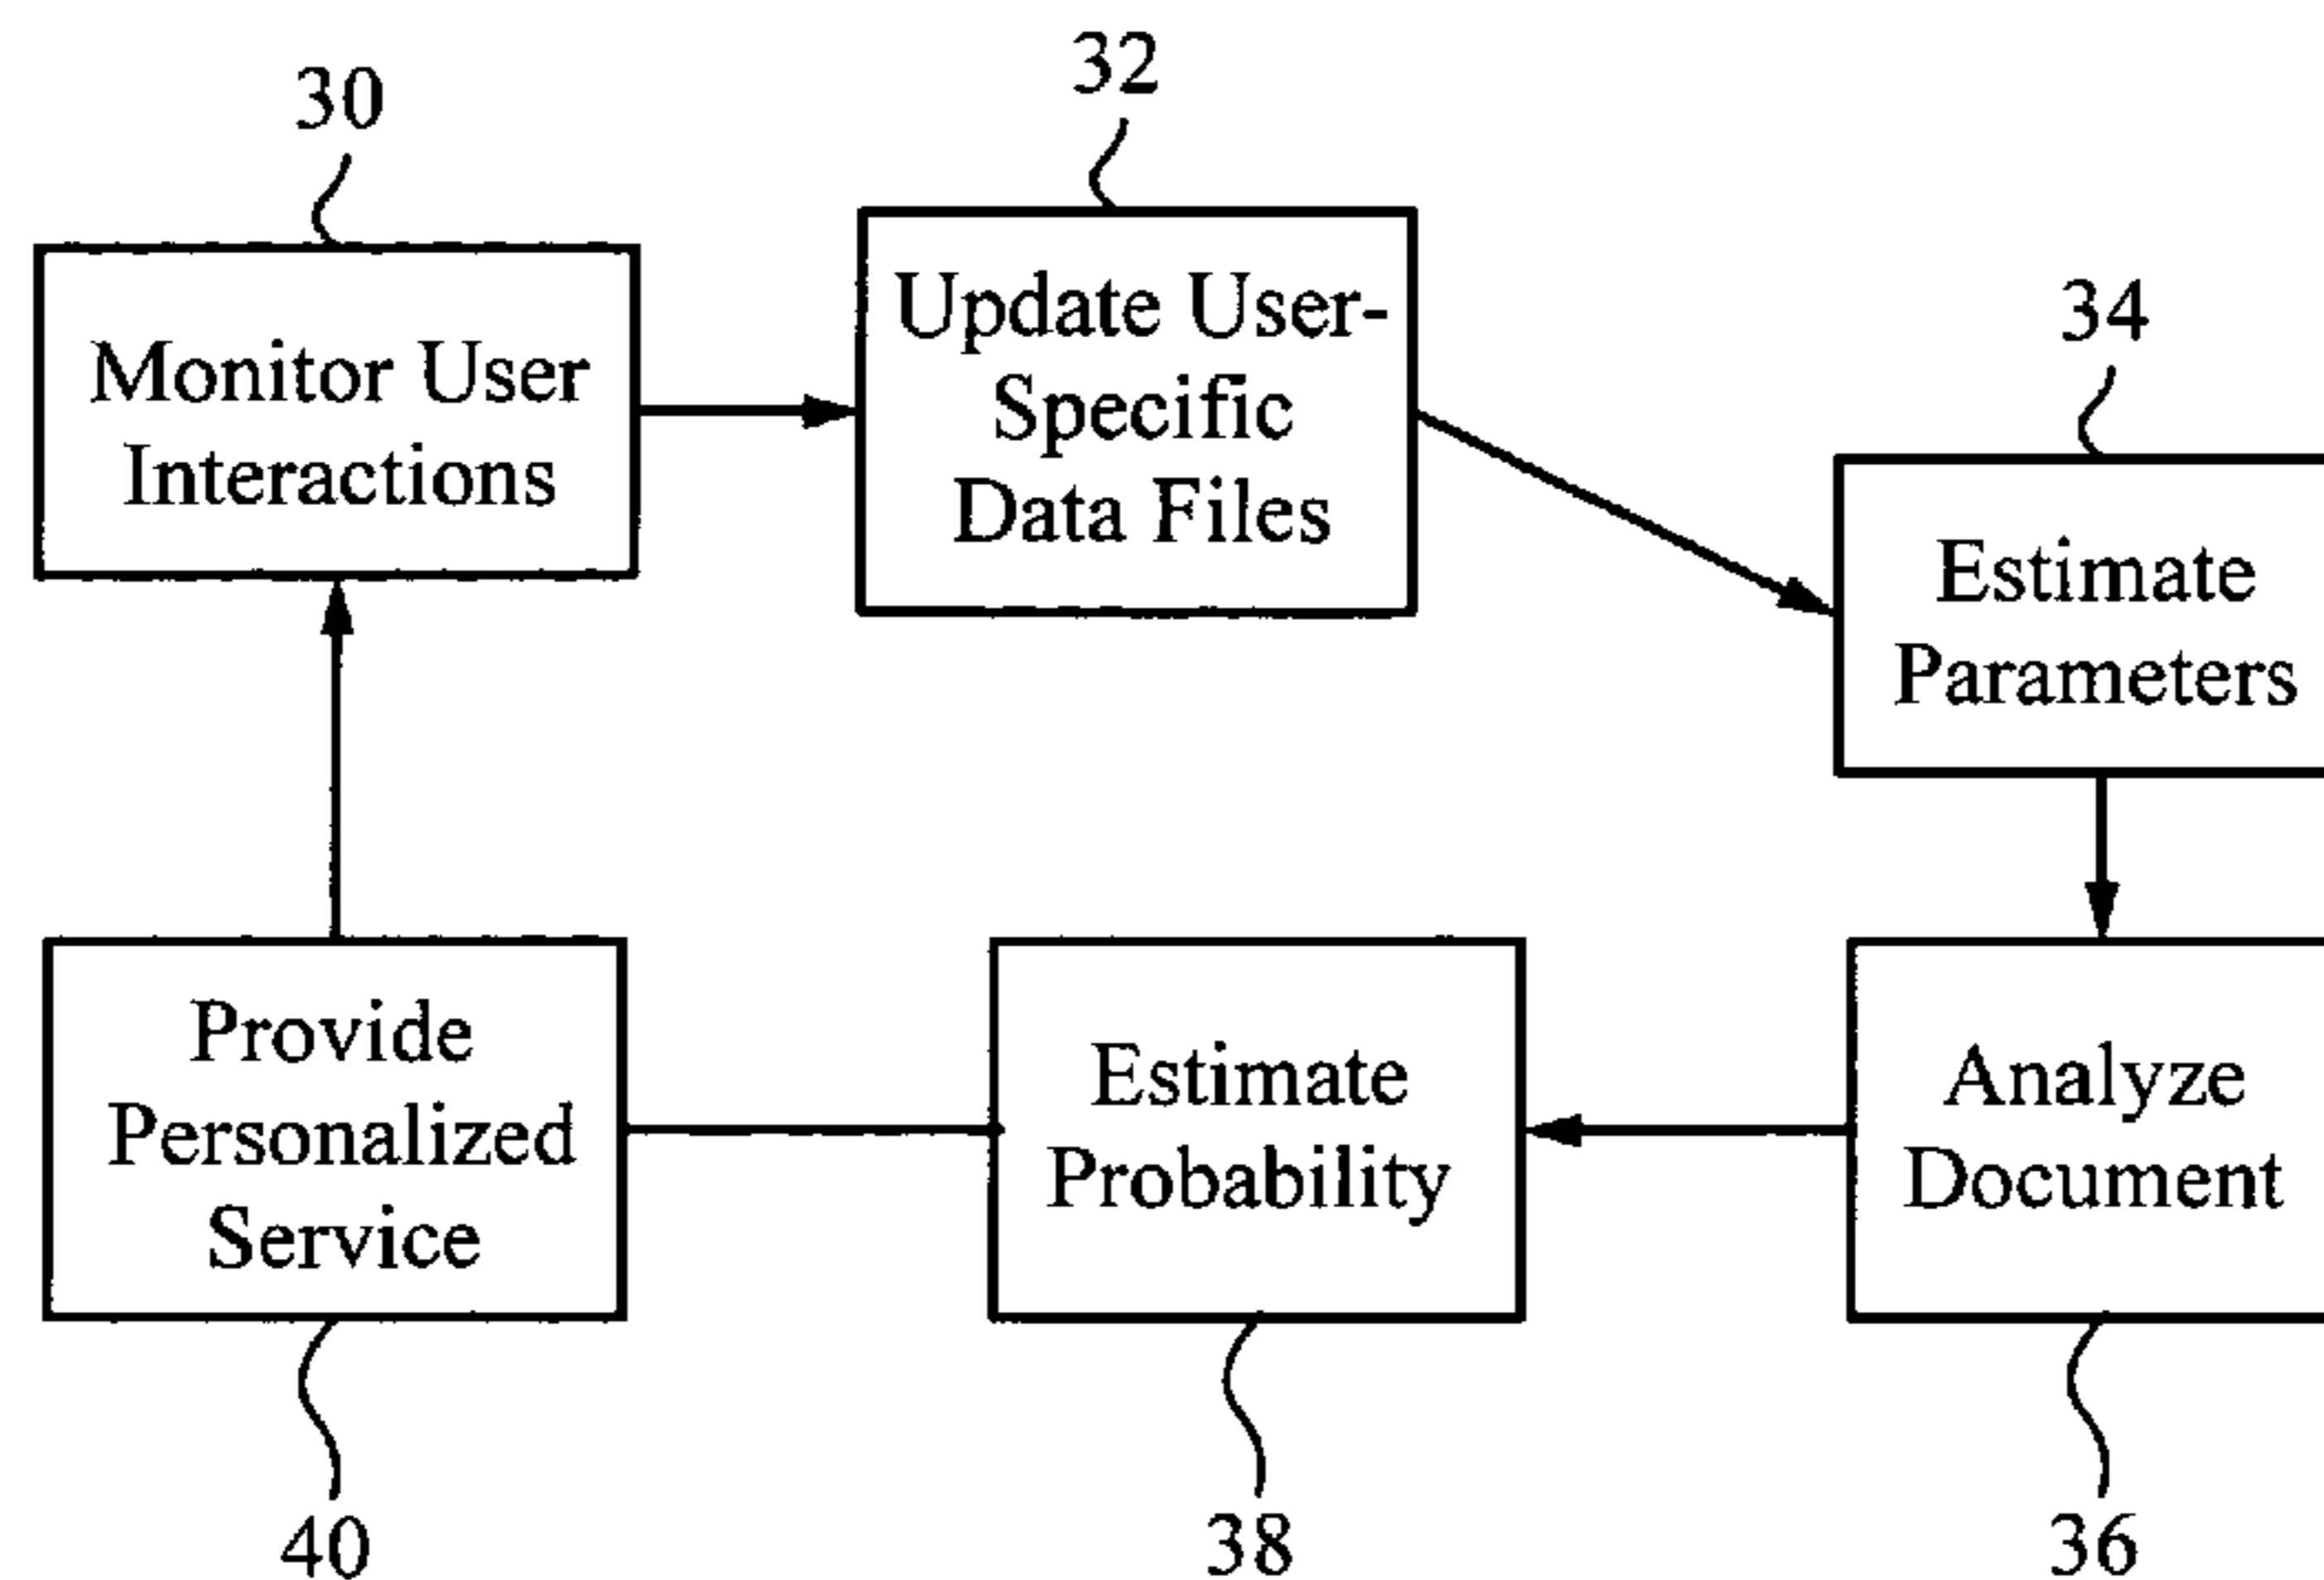 30
Monitor User
Interactions
32
Update User-
Specific
Data Files
34
Estimate
Parameters
Provide
Personalized
Service
40
Estimate
Probability
38
Analyze
Document
36